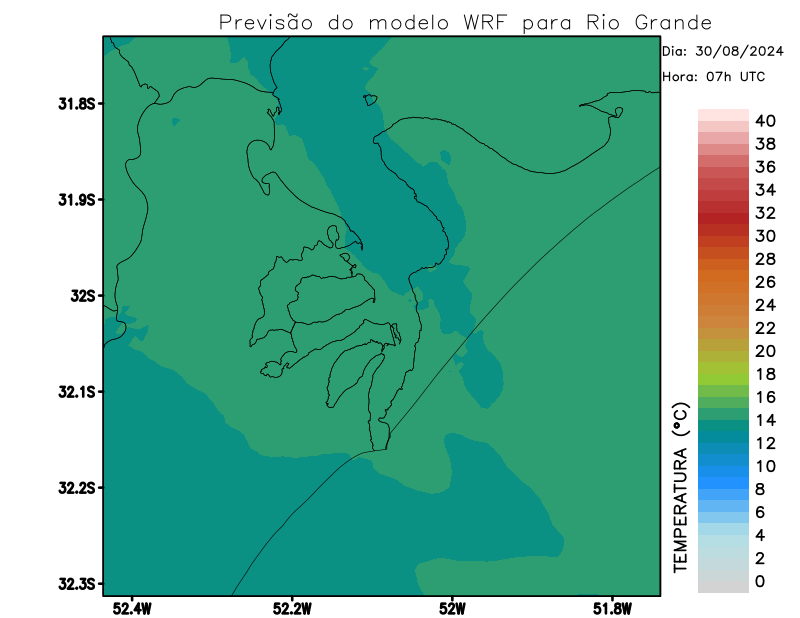 Previsão do modelo WRF para Rio Grande
Dia: 30/08/2024
Hora: 07h UTC
31.8S
31.9S
32S
32.1S
32.2S
32.3S
52.4W
52.2W
52W
51.8W
TEMPERATURA (°C)
40
38
36
34
32
30
28
26
24
22
20
18
16
14
12
10
8
6
4
2
0